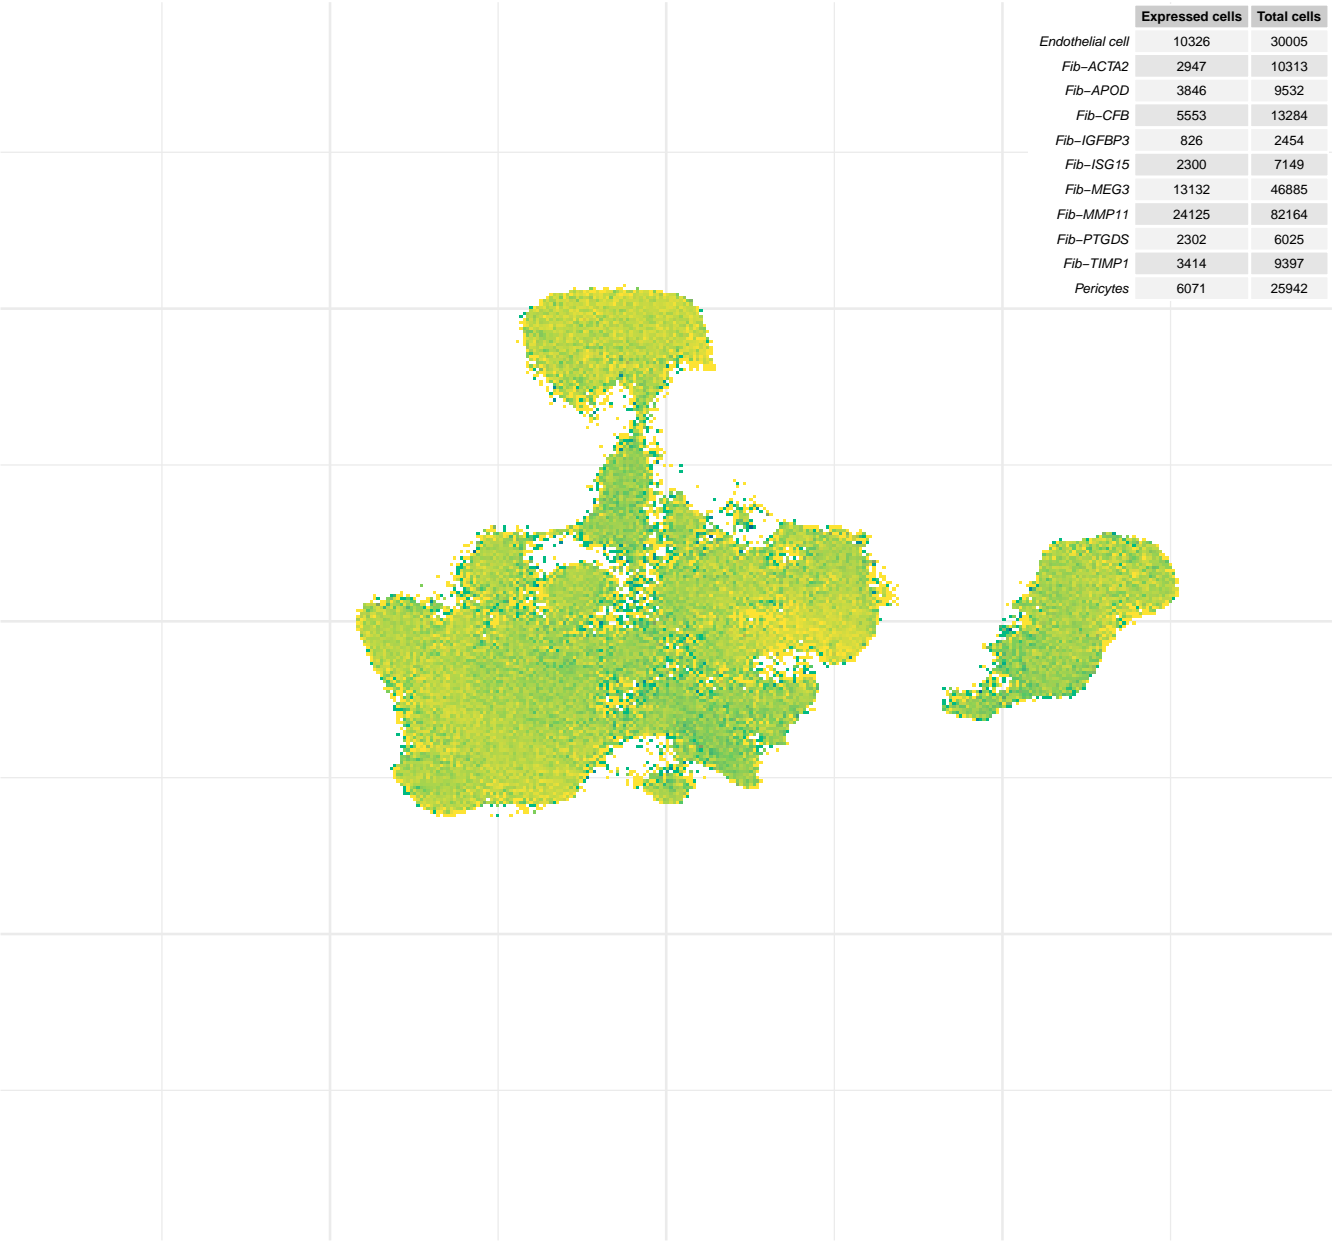 Expressed cells Total cells
Endothelial cell 10326 30005
Fib−ACTA2 2947 10313
Fib−APOD 3846 9532
Fib−CFB 5553 13284
Fib−IGFBP3 826 2454
Fib−ISG15 2300 7149
Fib−MEG3 13132 46885
Fib−MMP11 24125 82164
Fib−PTGDS 2302 6025
Fib−TIMP1 3414 9397
Pericytes 6071 25942